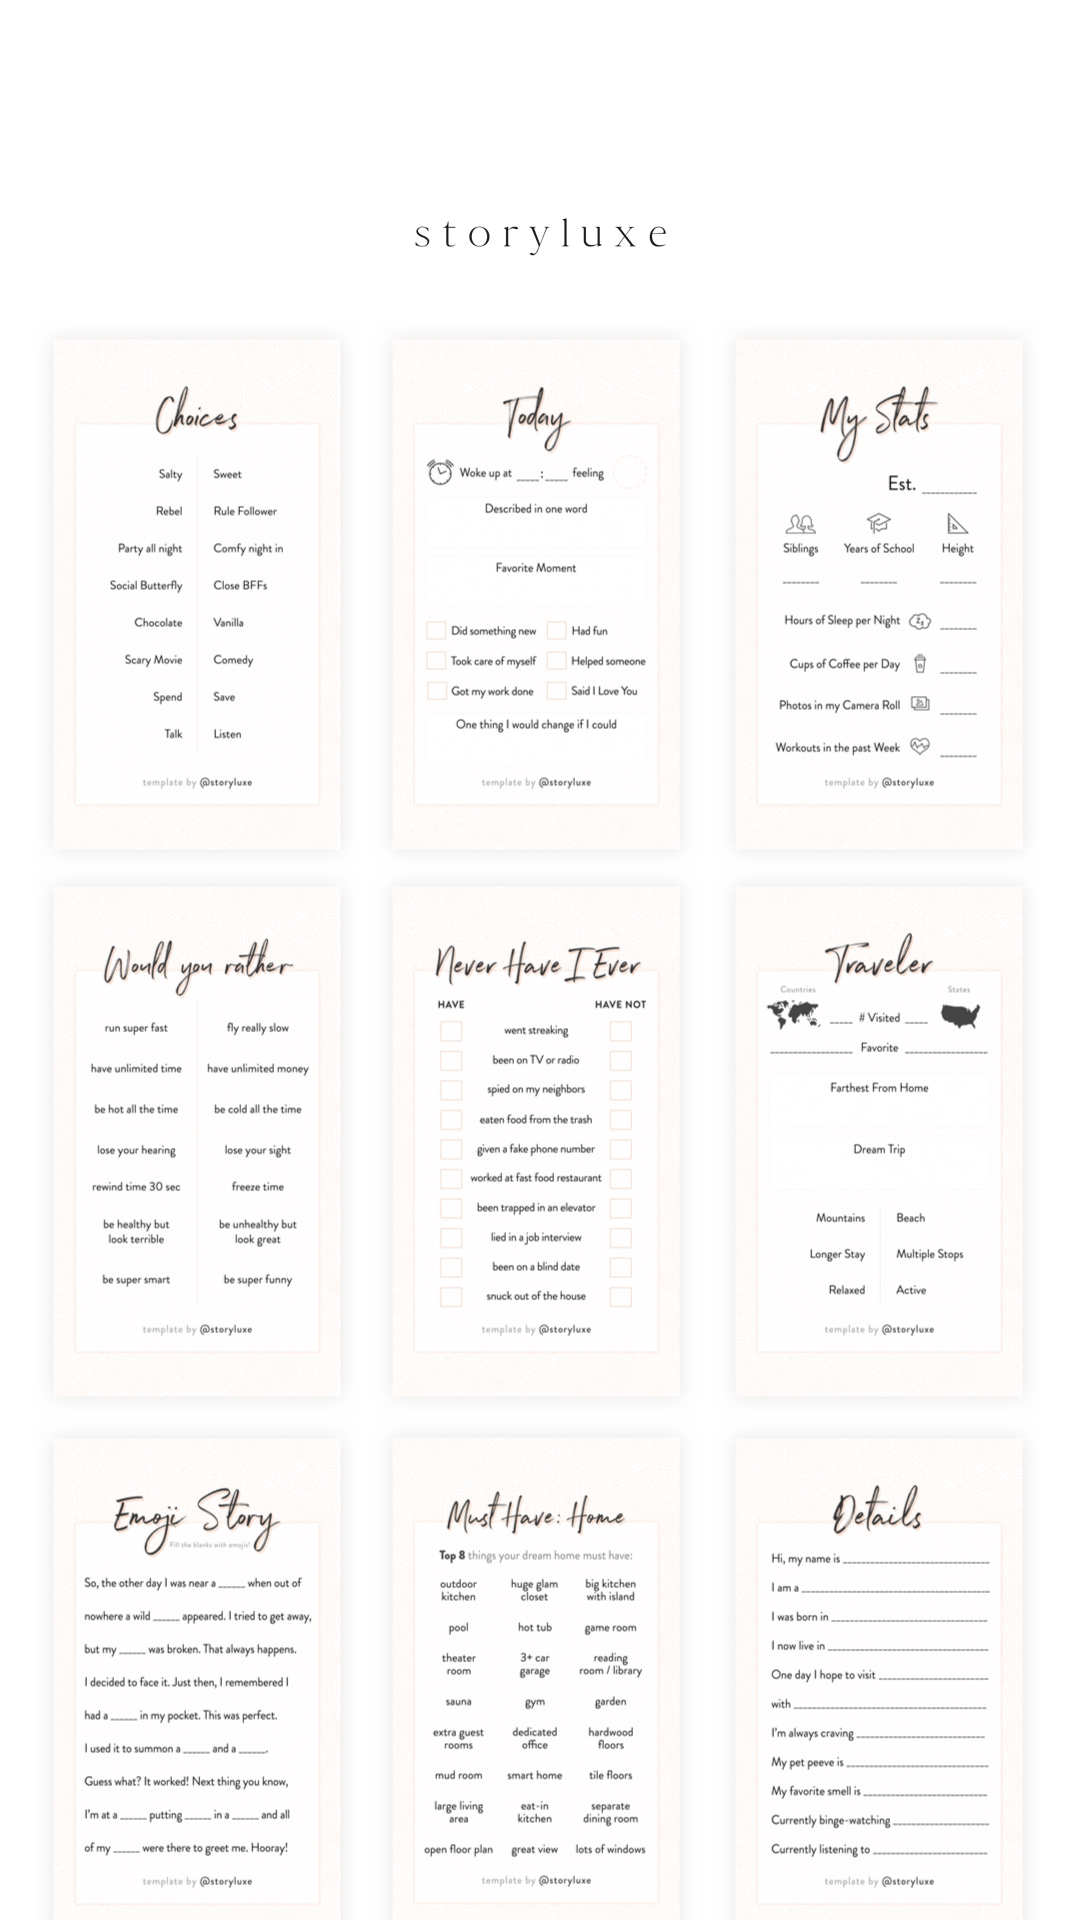 storyluxe
Choices
Salty Sweet
Rebel Rule Follower
Party all night Comfy night in
Social Butterfly Close BFFs
Chocolate Vanilla
Scary Movie Comedy
Spend Save
Talk Listen
template by @storyluxe
Today
Woke up at ____:____ feeling
Described in one word
Favorite Moment
Did something new Had fun
Took care of myself Helped someone
Got my work done Said I Love You
One thing I would change if I could
template by @storyluxe
My Stats
Est. __________
Siblings Years of School Height
________ ________ ________
Hours of Sleep per Night ________
Cups of Coffee per Day ________
Photos in my Camera Roll ________
Workouts in the past Week ________
template by @storyluxe
Would you rather
run super fast fly really slow
have unlimited time have unlimited money
be hot all the time be cold all the time
lose your hearing lose your sight
rewind time 30 sec freeze time
be healthy but be unhealthy but
look terrible look great
be super smart be super funny
template by @storyluxe
Never Have I Ever
HAVE HAVE NOT
went streaking
been on TV or radio
spied on my neighbors
eaten food from the trash
given a fake phone number
worked at fast food restaurant
been trapped in an elevator
lied in a job interview
been on a blind date
snuck out of the house
template by @storyluxe
Traveler
Countries States
____ # Visited ____
______________ Favorite ______________
Farthest From Home
Dream Trip
Mountains Beach
Longer Stay Multiple Stops
Relaxed Active
template by @storyluxe
Emoji Story
Fill the blanks with emojis!
So, the other day I was near a _____ when out of
nowhere a wild _____ appeared. I tried to get away,
but my _____ was broken. That always happens.
I decided to face it. Just then, I remembered I
had a _____ in my pocket. This was perfect.
I used it to summon a _____ and a _____.
Guess what? It worked! Next thing you know,
I'm at a _____ putting _____ in a _____ and all
of my _____ were there to greet me. Hooray!
template by @storyluxe
Must Have: Home
Top 8 things your dream home must have:
outdoor huge glam big kitchen
kitchen closet with island
pool hot tub game room
theater 3+ car reading
room garage room / library
sauna gym garden
extra guest dedicated hardwood
rooms office floors
mud room smart home tile floors
large living eat-in separate
area kitchen dining room
open floor plan great view lots of windows
template by @storyluxe
Details
Hi, my name is ______________________
I am a ______________________
I was born in ______________________
I now live in ______________________
One day I hope to visit ______________________
with ______________________
I'm always craving ______________________
My pet peeve is ______________________
My favorite smell is ______________________
Currently binge-watching ______________________
Currently listening to ______________________
template by @storyluxe